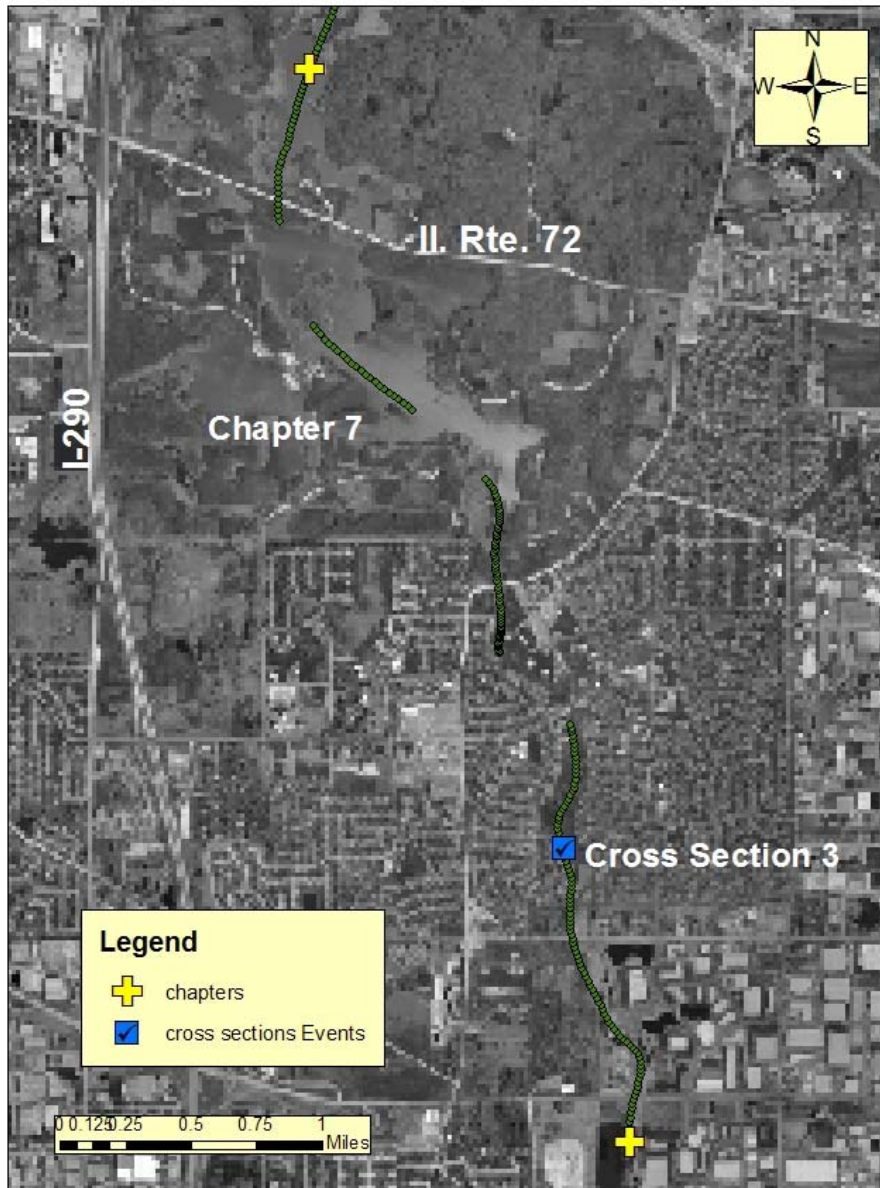 N
W E
S
Il. Rte. 72
I-290
Chapter 7
Cross Section 3
Legend
chapters
cross sections Events
0 0.125 0.25 0.5 0.75 1
Miles